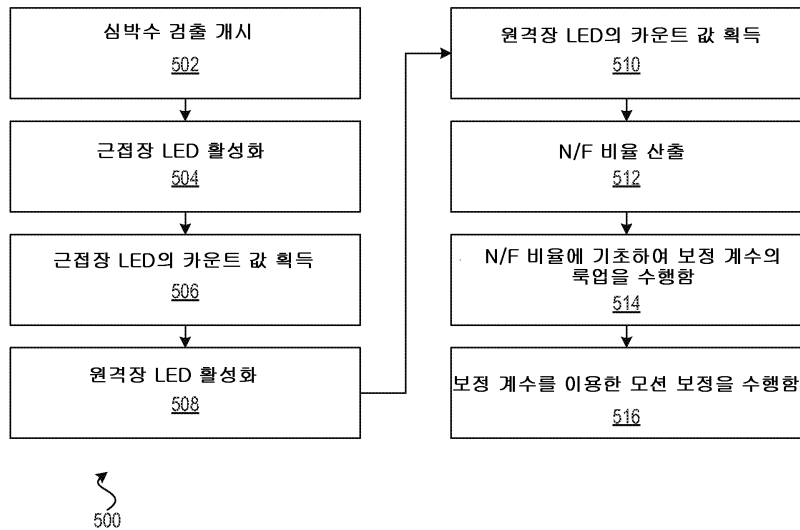 심박수 검출 개시
502
근접장 LED 활성화
504
근접장 LED의 카운트 값 획득
506
원격장 LED 활성화
508
원격장 LED의 카운트 값 획득
510
N/F 비율 산출
512
N/F 비율에 기초하여 보정 계수의
룩업을 수행함
514
보정 계수를 이용한 모션 보정을 수행함
516
500